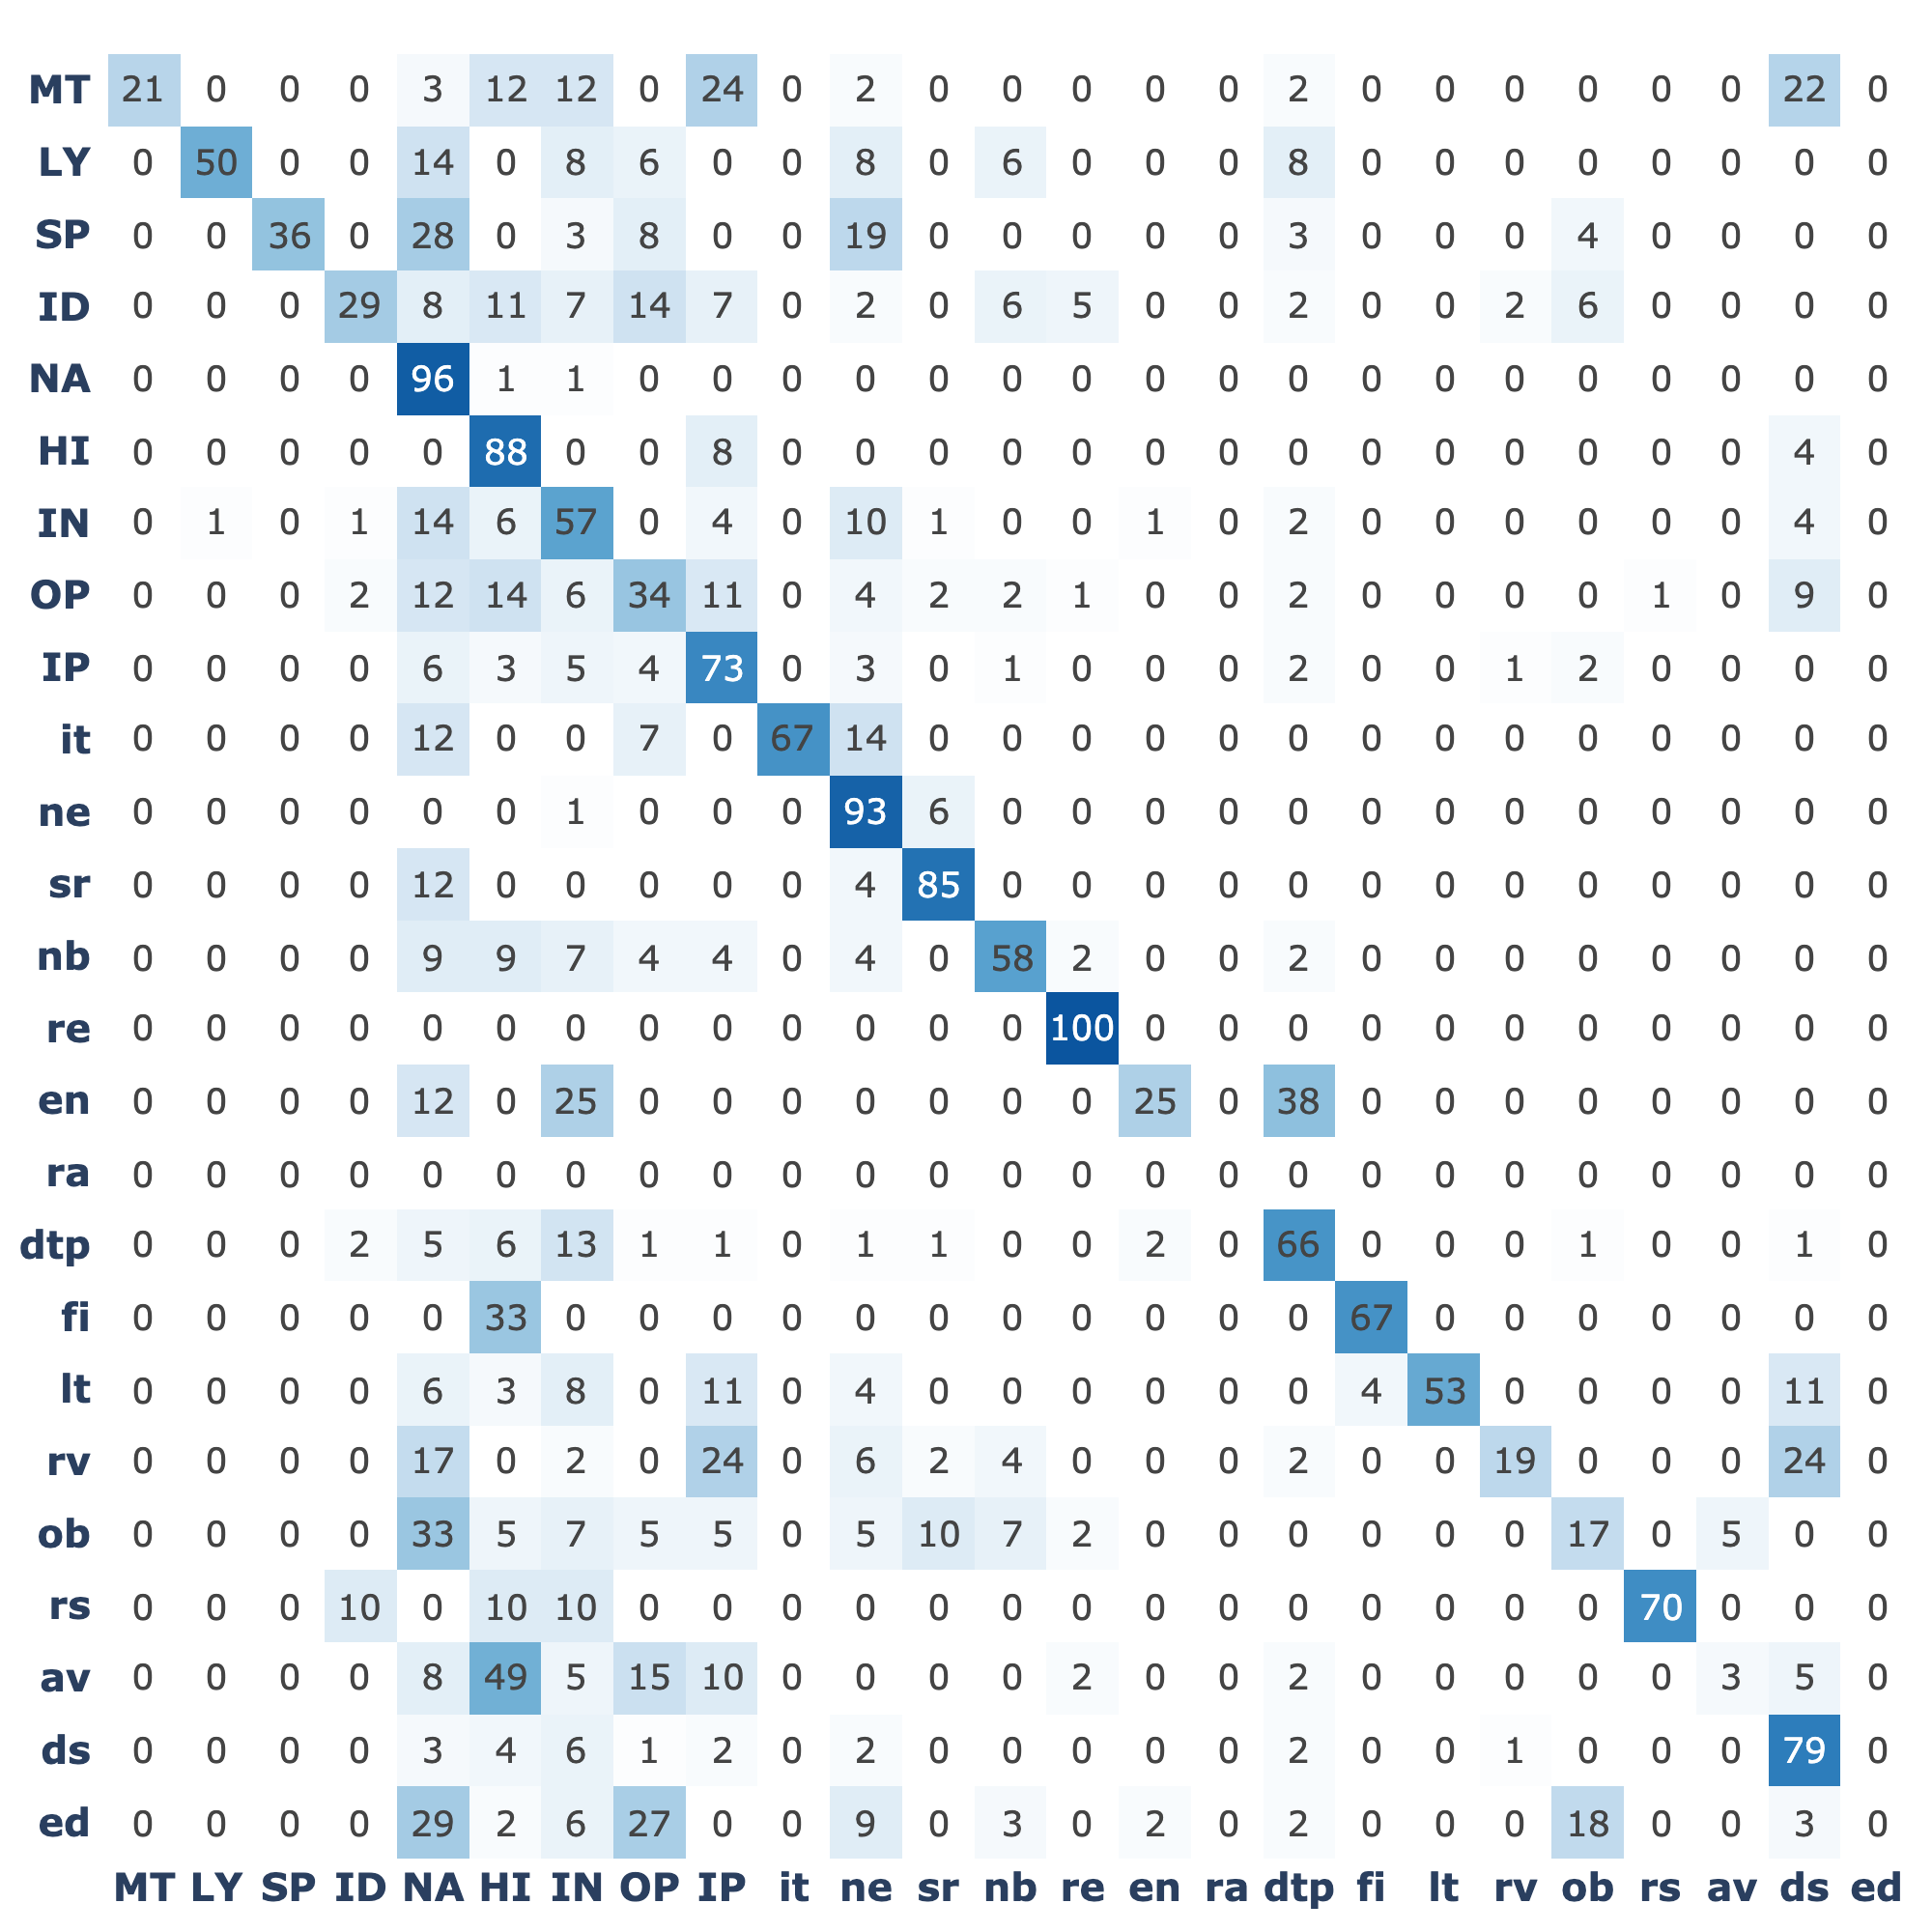 MT 21 0 0 0 3 12 12 0 24 0 2 0 0 0 0 0 2 0 0 0 0 0 0 22 0
LY 0 50 0 0 14 0 8 6 0 0 8 0 6 0 0 0 8 0 0 0 0 0 0 0 0
SP 0 0 36 0 28 0 3 8 0 0 19 0 0 0 0 0 3 0 0 0 4 0 0 0 0
ID 0 0 0 29 8 11 7 14 7 0 2 0 6 5 0 0 2 0 0 2 6 0 0 0 0
NA 0 0 0 0 96 1 1 0 0 0 0 0 0 0 0 0 0 0 0 0 0 0 0 0 0
HI 0 0 0 0 0 88 0 0 8 0 0 0 0 0 0 0 0 0 0 0 0 0 0 4 0
IN 0 1 0 1 14 6 57 0 4 0 10 1 0 0 1 0 2 0 0 0 0 0 0 4 0
OP 0 0 0 2 12 14 6 34 11 0 4 2 2 1 0 0 2 0 0 0 0 1 0 9 0
IP 0 0 0 0 6 3 5 4 73 0 3 0 1 0 0 0 2 0 0 1 2 0 0 0 0
it 0 0 0 0 12 0 0 7 0 67 14 0 0 0 0 0 0 0 0 0 0 0 0 0 0
ne 0 0 0 0 0 0 1 0 0 0 93 6 0 0 0 0 0 0 0 0 0 0 0 0 0
sr 0 0 0 0 12 0 0 0 0 0 4 85 0 0 0 0 0 0 0 0 0 0 0 0 0
nb 0 0 0 0 9 9 7 4 4 0 4 0 58 2 0 0 2 0 0 0 0 0 0 0 0
re 0 0 0 0 0 0 0 0 0 0 0 0 0 100 0 0 0 0 0 0 0 0 0 0 0
en 0 0 0 0 12 0 25 0 0 0 0 0 0 0 25 0 38 0 0 0 0 0 0 0 0
ra 0 0 0 0 0 0 0 0 0 0 0 0 0 0 0 0 0 0 0 0 0 0 0 0 0
dtp 0 0 0 2 5 6 13 1 1 0 1 1 0 0 2 0 66 0 0 0 1 0 0 1 0
fi 0 0 0 0 0 33 0 0 0 0 0 0 0 0 0 0 0 67 0 0 0 0 0 0 0
lt 0 0 0 0 6 3 8 0 11 0 4 0 0 0 0 0 0 4 53 0 0 0 0 11 0
rv 0 0 0 0 17 0 2 0 24 0 6 2 4 0 0 0 2 0 0 19 0 0 0 24 0
ob 0 0 0 0 33 5 7 5 5 0 5 10 7 2 0 0 0 0 0 0 17 0 5 0 0
rs 0 0 0 10 0 10 10 0 0 0 0 0 0 0 0 0 0 0 0 0 0 70 0 0 0
av 0 0 0 0 8 49 5 15 10 0 0 0 0 2 0 0 2 0 0 0 0 0 3 5 0
ds 0 0 0 0 3 4 6 1 2 0 2 0 0 0 0 0 2 0 0 1 0 0 0 79 0
ed 0 0 0 0 29 2 6 27 0 0 9 0 3 0 2 0 2 0 0 0 18 0 0 3 0
MT LY SP ID NA HI IN OP IP it ne sr nb re en ra dtp fi lt rv ob rs av ds ed